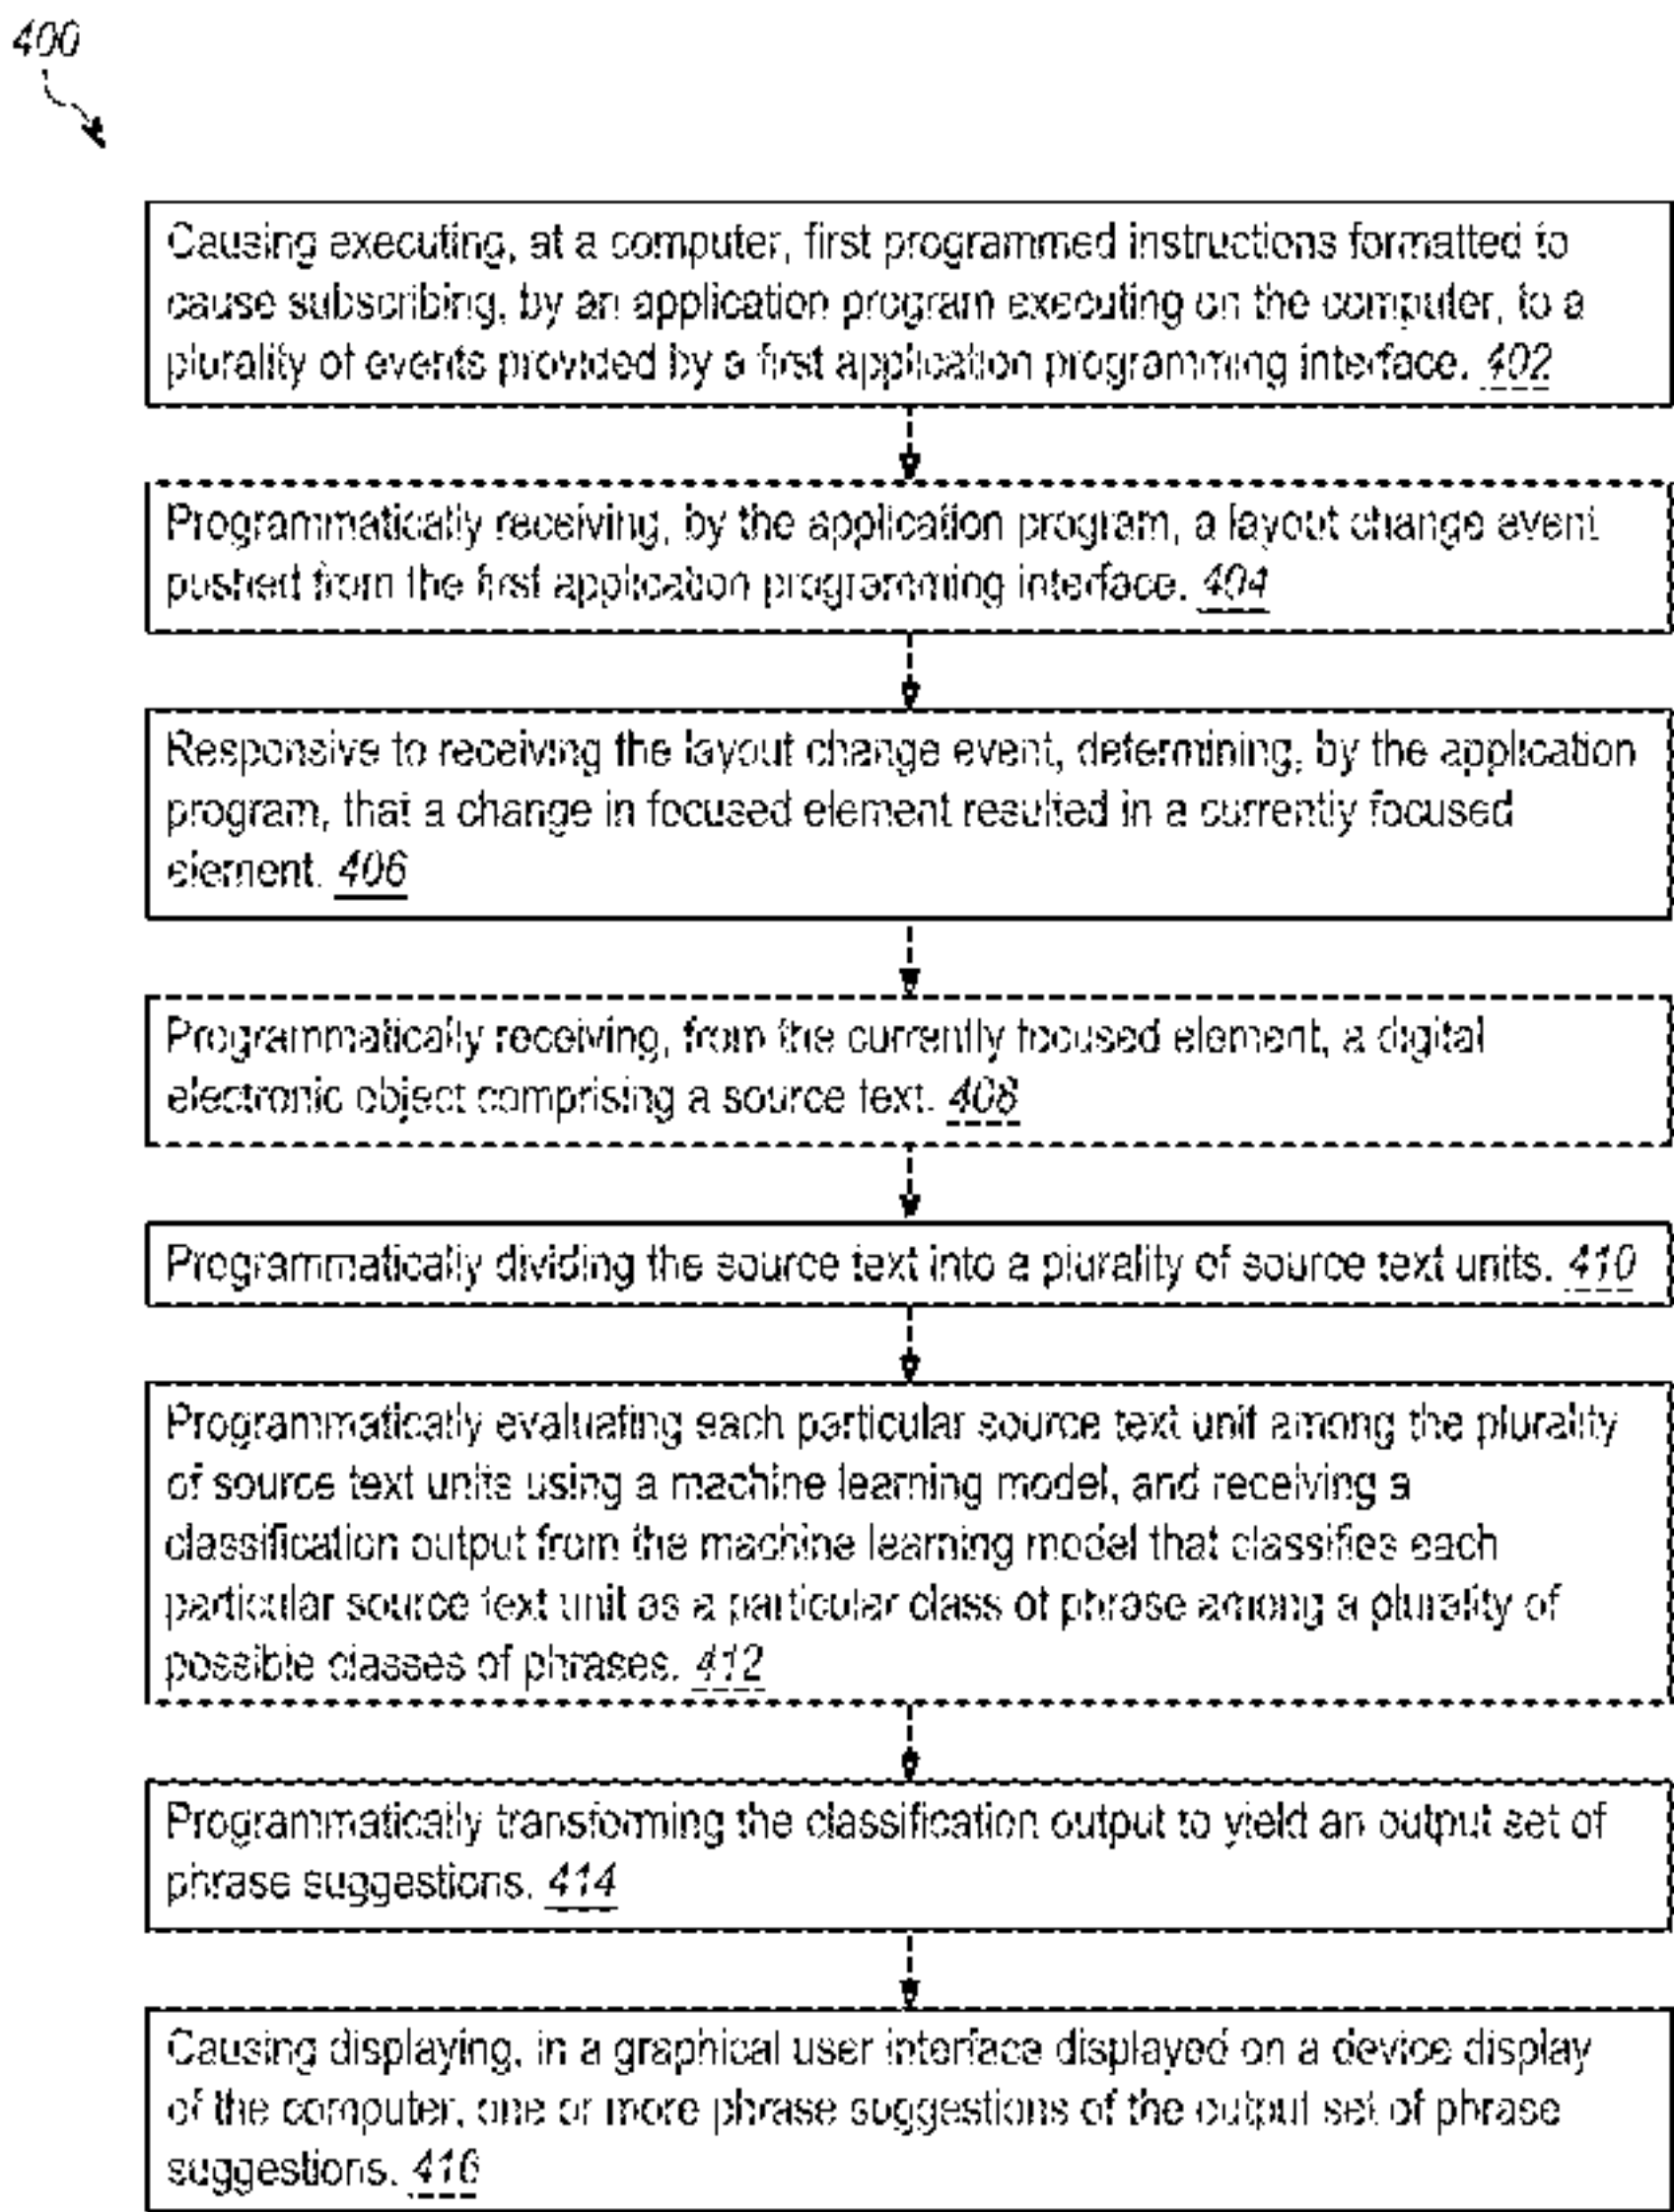 400
Causing executing, at a computer, first programmed instructions formatted to
cause subscribing, by an application program executing on the computer, to a
plurality of events provided by a first application programming interface. 402
Programmatically receiving, by the application program, a layout change event
pushed from the first application programming interface. 404
Responsive to receiving the layout change event, determining, by the application
program, that a change in focused element resulted in a currently focused
element. 406
Programmatically receiving, from the currently focused element, a digital
electronic object comprising a source text. 408
Programmatically dividing the source text into a plurality of source text units. 410
Programmatically evaluating each particular source text unit among the plurality
of source text units using a machine learning model, and receiving a
classification output from the machine learning model that classifies each
particular source text unit as a particular class of phrase among a plurality of
possible classes of phrases. 412
Programmatically transforming the classification output to yield an output set of
phrase suggestions. 414
Causing displaying, in a graphical user interface displayed on a device display
of the computer, one or more phrase suggestions of the output set of phrase
suggestions. 416